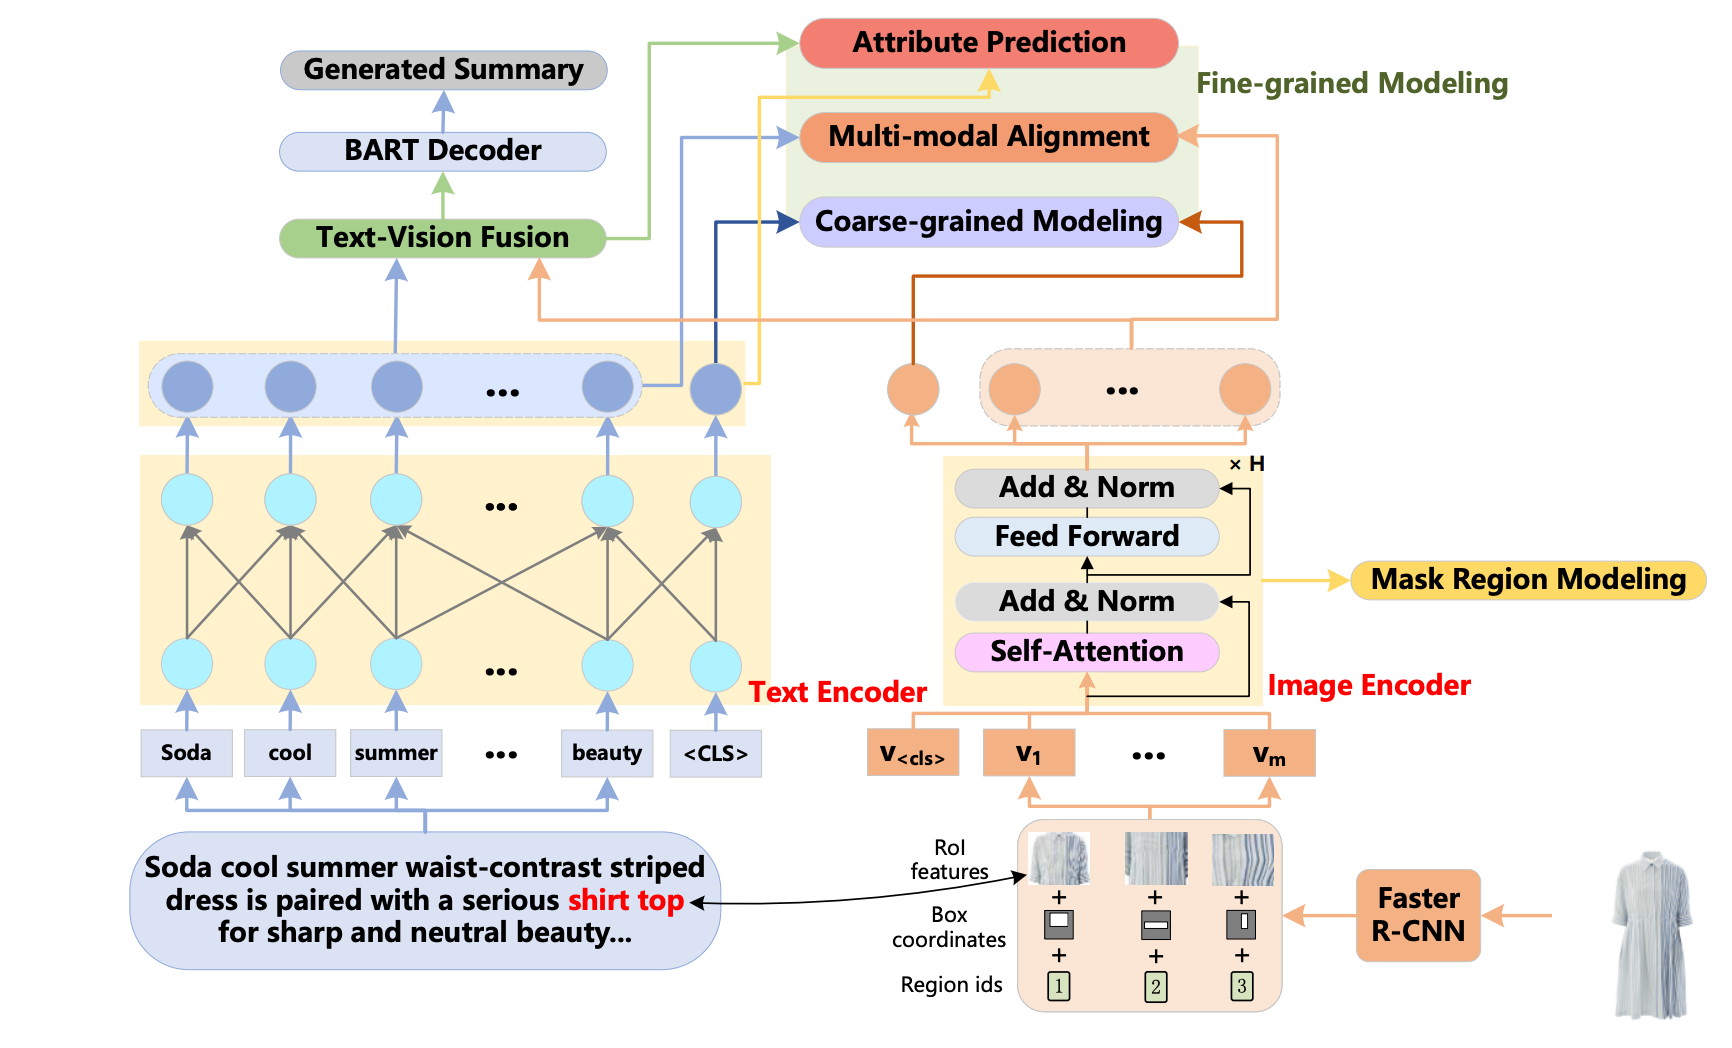 Attribute Prediction
Fine-grained Modeling
Generated Summary
Multi-modal Alignment
BART Decoder
Coarse-grained Modeling
Text-Vision Fusion
...
...
× H
Add & Norm
...
Feed Forward
Mask Region Modeling
Add & Norm
Self-Attention
...
Text Encoder
Image Encoder
Soda
cool
summer
...
beauty
<CLS>
v<cls>
v1
...
vm
Soda cool summer waist-contrast striped
dress is paired with a serious shirt top
for sharp and neutral beauty...
RoI
features
+ + +
Box
coordinates
+ + +
Region ids
1
2
3
Faster
R-CNN